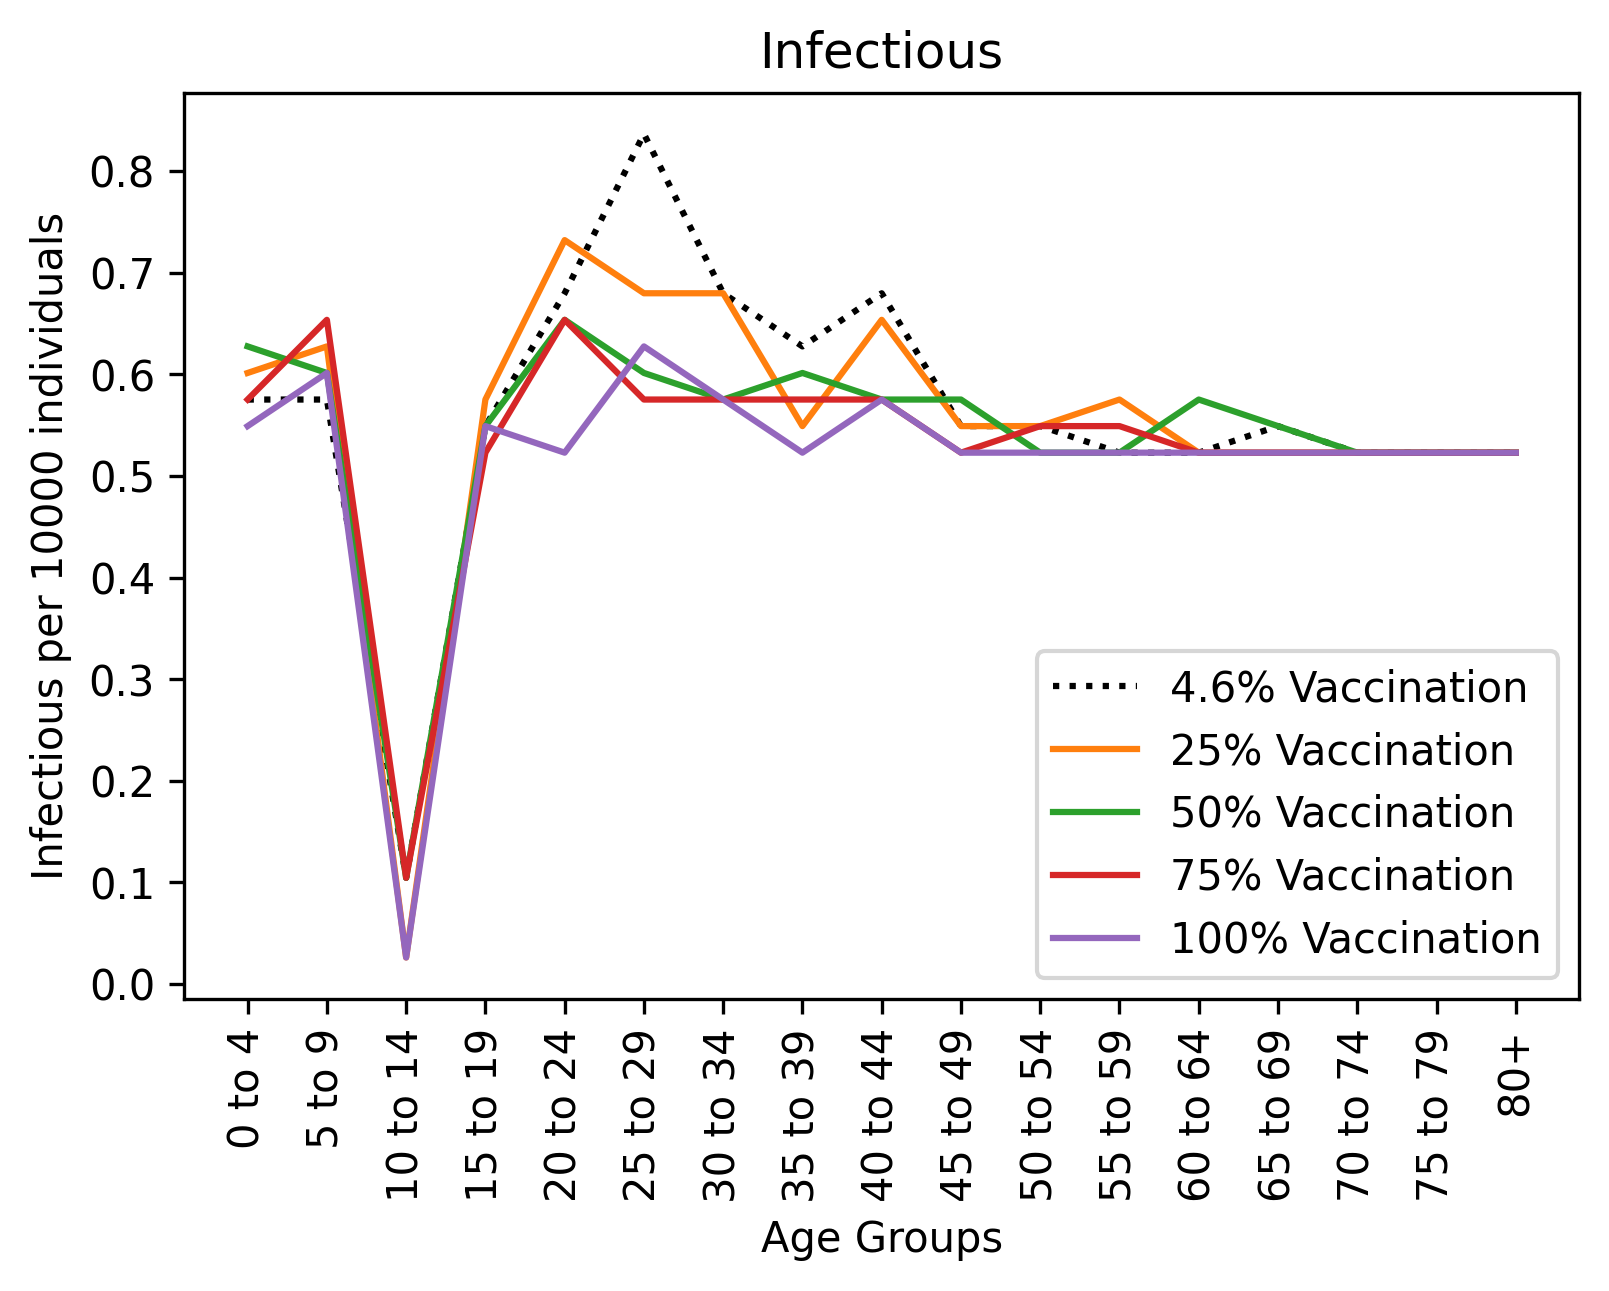 Infectious
Infectious per 10000 individuals
0.8
0.7
0.6
0.5
0.4
0.3
0.2
0.1
0.0
4.6% Vaccination
25% Vaccination
50% Vaccination
75% Vaccination
100% Vaccination
0 to 4
5 to 9
10 to 14
15 to 19
20 to 24
25 to 29
30 to 34
35 to 39
40 to 44
45 to 49
50 to 54
55 to 59
60 to 64
65 to 69
70 to 74
75 to 79
80+
Age Groups